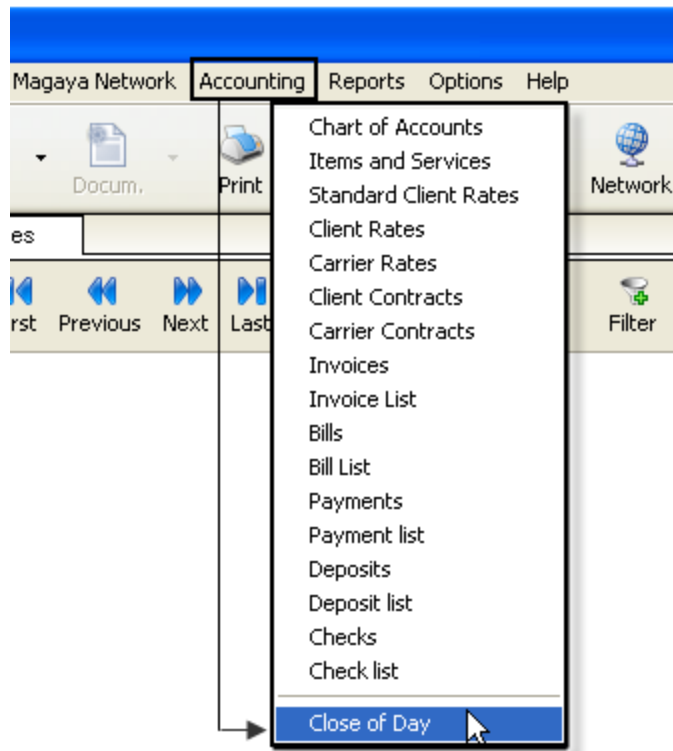 Magaya Network Accounting Reports Options Help
Docum. Print Network
es
rst Previous Next Last Filter
Chart of Accounts
Items and Services
Standard Client Rates
Client Rates
Carrier Rates
Client Contracts
Carrier Contracts
Invoices
Invoice List
Bills
Bill List
Payments
Payment list
Deposits
Deposit list
Checks
Check list
Close of Day